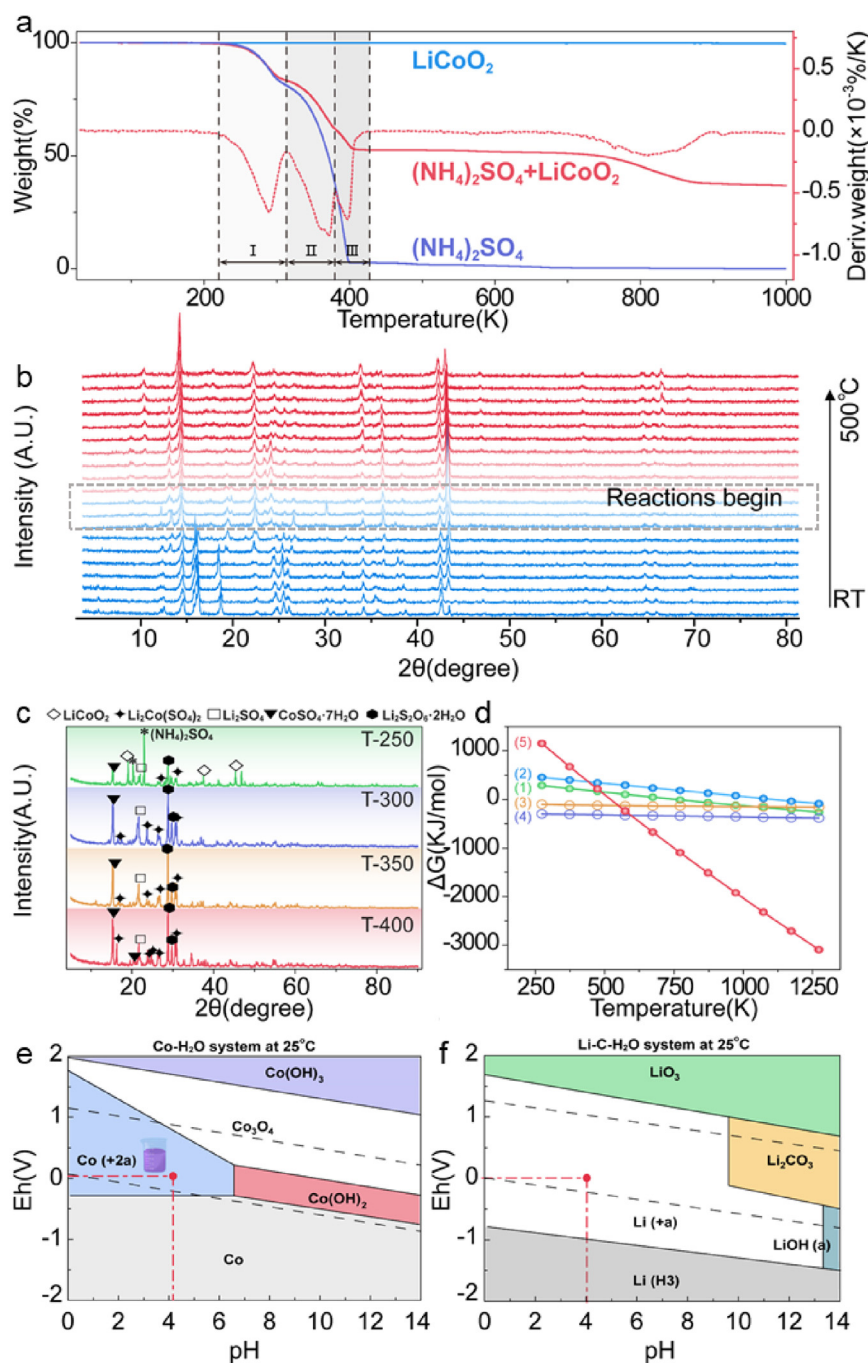 a
100
50
0
Weight(%)
LiCoO₂
(NH₄)₂SO₄+LiCoO₂
(NH₄)₂SO₄
I II III
0.5
0.0
-0.5
-1.0
Deriv.weight(×10⁻³%/K)
200 400 600 800 1000
Temperature(K)
b
Intensity (A.U.)
Reactions begin
500℃
RT
10 20 30 40 50 60 70 80
2θ(degree)
c
◇LiCoO₂ ✦Li₂Co(SO₄)₂ □Li₂SO₄ ▼CoSO₄·7H₂O ⬢Li₂S₂O₆·2H₂O
*(NH₄)₂SO₄
T-250
T-300
T-350
T-400
Intensity(A.U.)
20 40 60 80
2θ(degree)
d
(5)
(2)
(1)
(3)
(4)
1000
0
-1000
-2000
-3000
ΔG(KJ/mol)
250 500 750 1000 1250
Temperature(K)
e
Co-H₂O system at 25°C
2
1
0
-1
-2
Eh(V)
Co(OH)₃
Co₃O₄
Co (+2a)
Co(OH)₂
Co
0 2 4 6 8 10 12 14
pH
f
Li-C-H₂O system at 25°C
2
1
0
-1
-2
Eh(V)
LiO₃
Li₂CO₃
Li (+a)
LiOH (a)
Li (H3)
0 2 4 6 8 10 12 14
pH